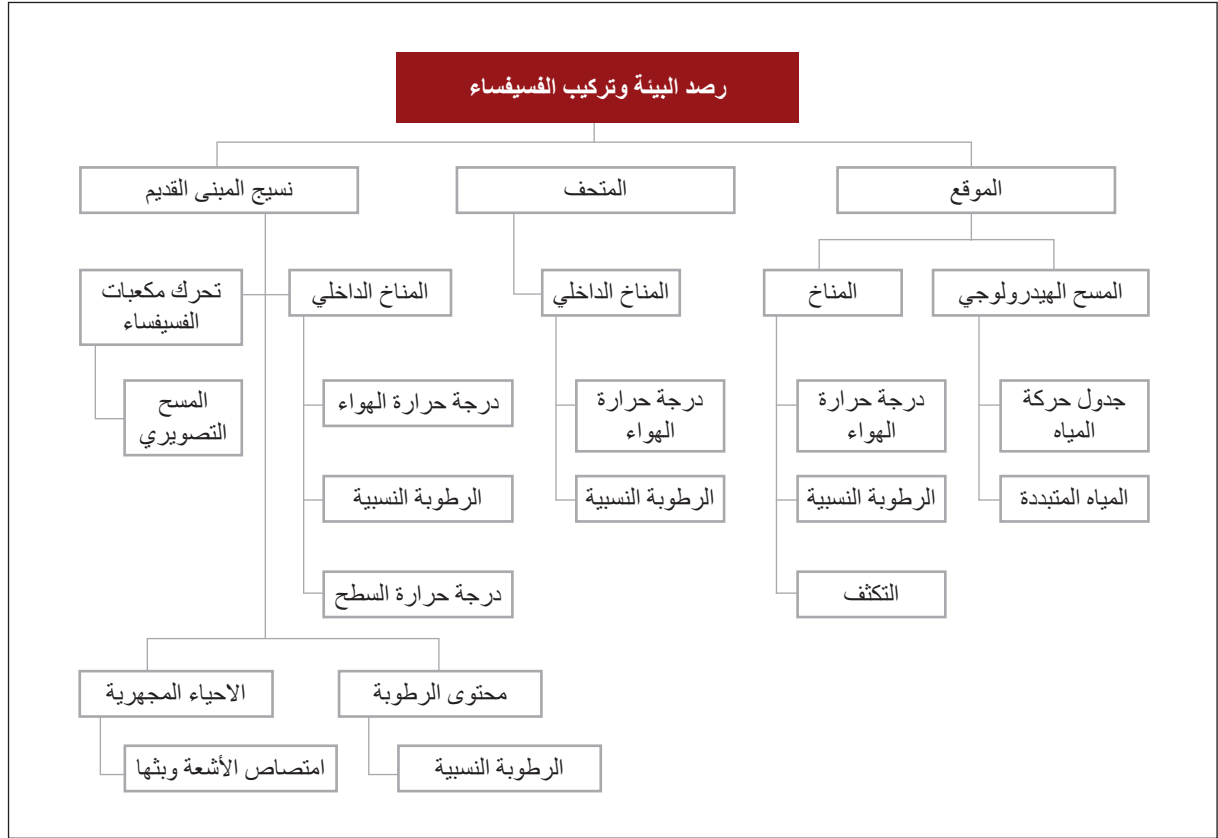 رصد البيئة وتركيب الفسيفساء
الموقع
المتحف
نسيج المبنى القديم
المسح الهيدرولوجي
المناخ
المناخ الداخلي
المناخ الداخلي
تحرك مكعبات
الفسيفساء
جدول حركة
المياه
درجة حرارة
الهواء
درجة حرارة
الهواء
درجة حرارة الهواء
المسح
التصويري
المياه المتبددة
الرطوبة النسبية
الرطوبة النسبية
الرطوبة النسبية
التكثف
درجة حرارة السطح
محتوى الرطوبة
الاحياء المجهرية
الرطوبة النسبية
امتصاص الأشعة وبثها